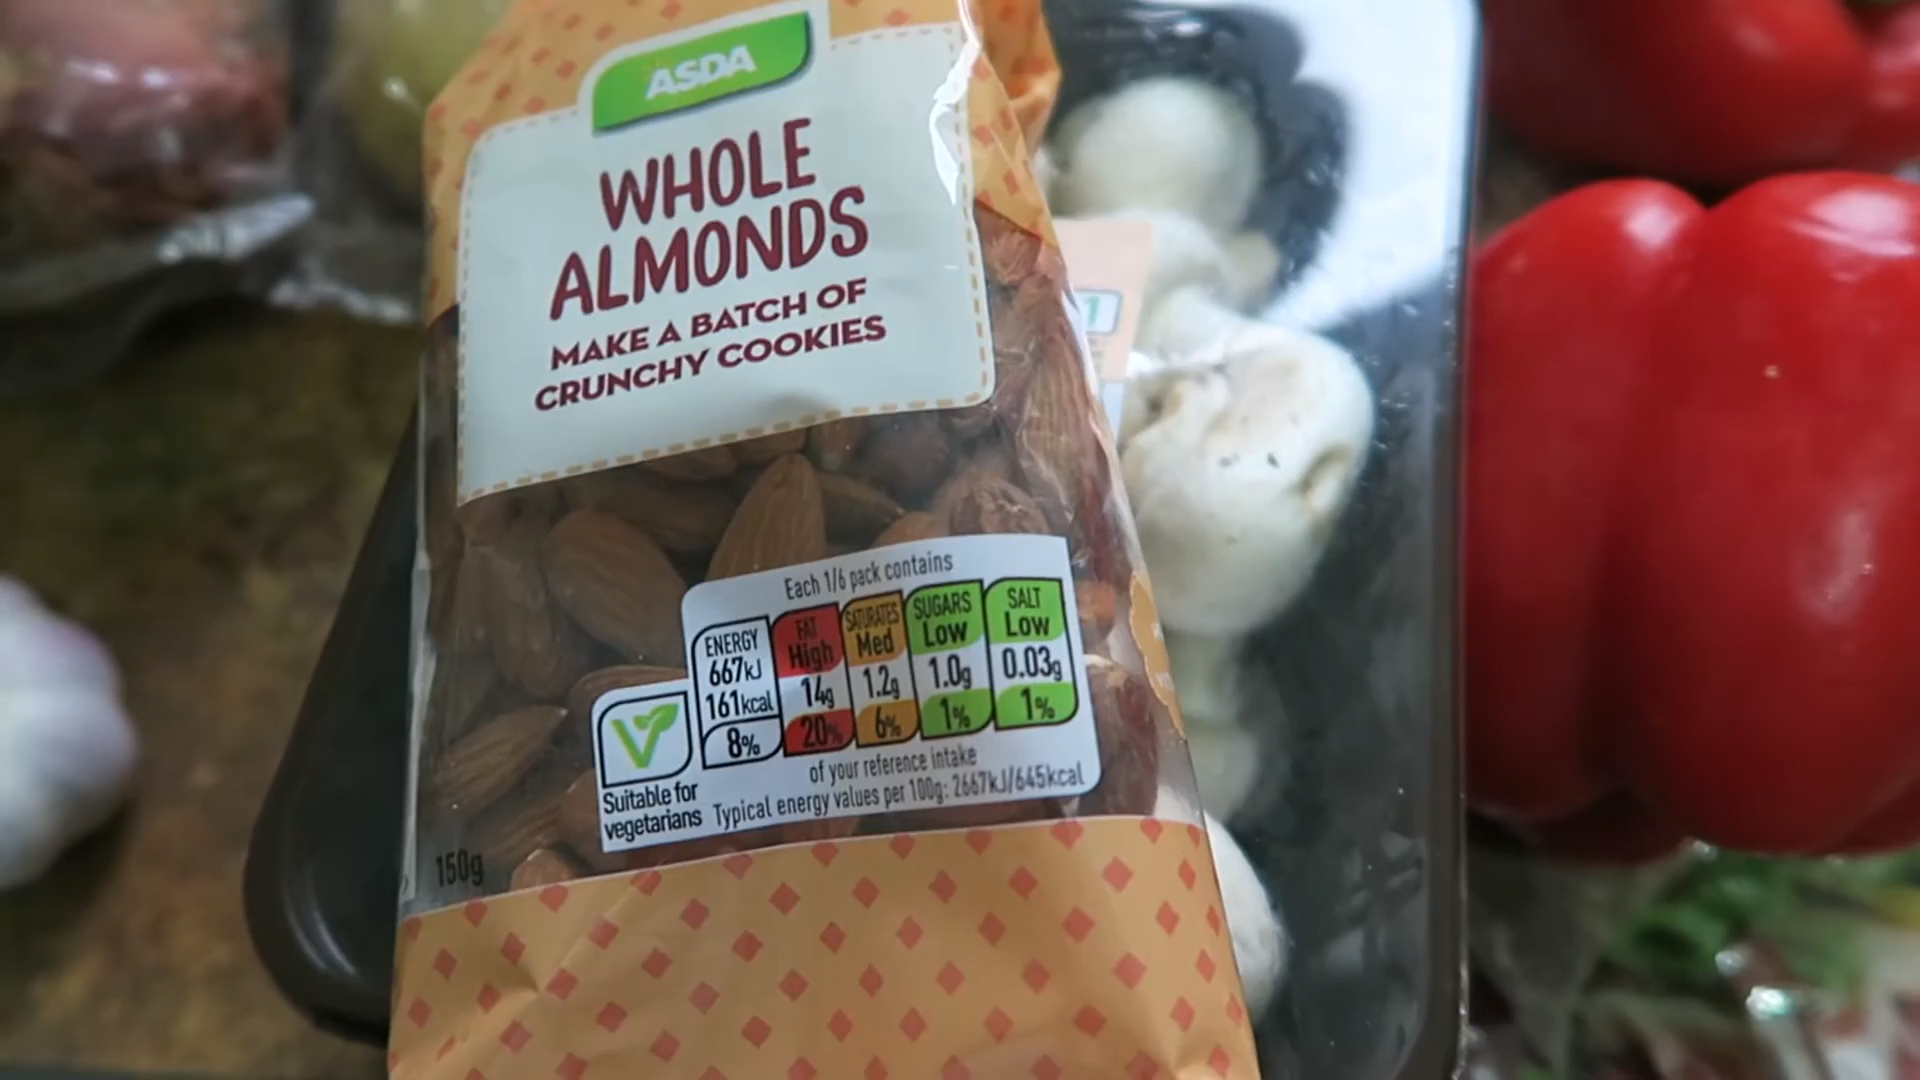 ASDA
WHOLE
ALMONDS
MAKE A BATCH OF
CRUNCHY COOKIES
Each 1/6 pack contains
ENERGY
667kJ
161kcal
8%
FAT
High
14g
20%
SATURATES
Med
1.2g
6%
SUGARS
Low
1.0g
1%
SALT
Low
0.03g
1%
of your reference intake
Typical energy values per 100g: 2667kJ/645kcal
Suitable for
vegetarians
150g
1